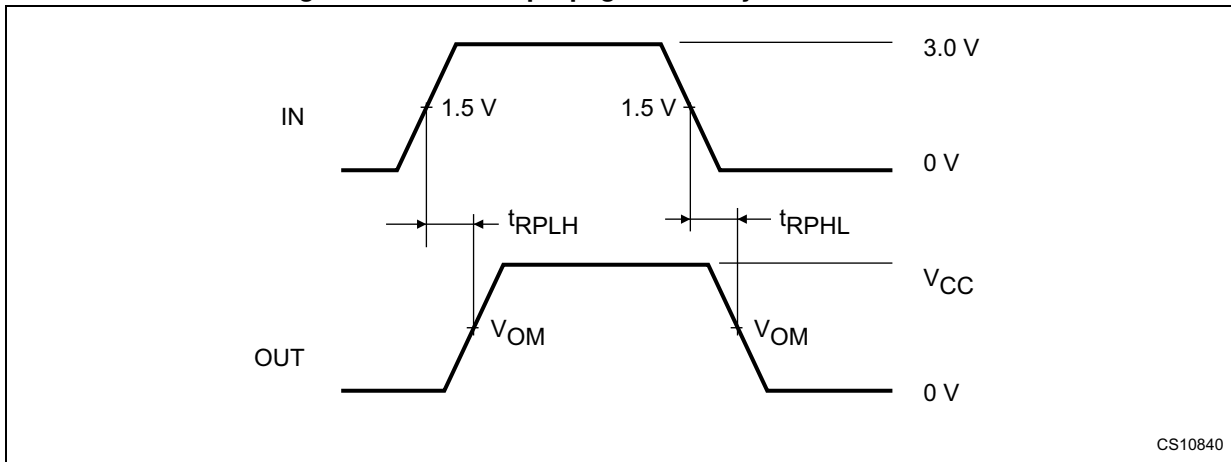 3.0 V
1.5 V
1.5 V
IN
0 V
tRPLH
tRPHL
VCC
VOM
VOM
OUT
0 V
CS10840